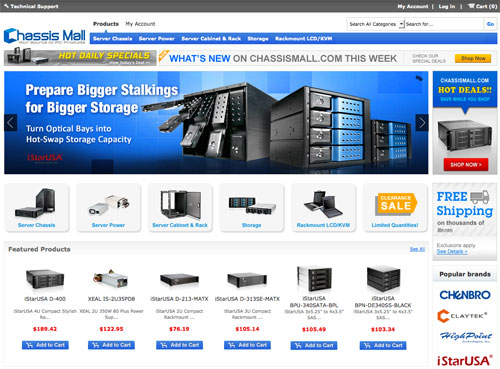 Technical Support
My Account | Log in | Cart (0)
Chassis Mall
Your Source to PC Products
Products My Account
Search All Categories Search for... GO
Server Chassis Server Power Server Cabinet & Rack Storage Rackmount LCD/KVM
HOT DAILY SPECIALS
WHAT'S NEW ON CHASSISMALL.COM THIS WEEK
CHECK OUR SPECIAL DEALS
Shop Now
Prepare Bigger Stalkings
for Bigger Storage
Turn Optical Bays into
Hot-Swap Storage Capacity
iStarUSA
CHASSISMALL.COM
HOT DEALS!!
SAVE WHILE YOU SHOP
SHOP NOW >
Server Chassis
Server Power
Server Cabinet & Rack
Storage
Rackmount LCD/KVM
CLEARANCE
SALE
Limited Quantities!
FREE
Shipping
on thousands of
items
Exclusions apply
See Details >
Featured Products
See All
iStarUSA D-400
iStarUSA 4U Compact Stylish
Ra...
$189.42
Add to Cart
XEAL IS-2U35PD8
XEAL 2U 350W 80 Plus Power
Sup...
$122.95
Add to Cart
iStarUSA D-213-MATX
iStarUSA 2U Compact
Rackmount ...
$76.19
Add to Cart
iStarUSA D-313SE-MATX
iStarUSA 3U Compact
Rackmount ...
$105.14
Add to Cart
iStarUSA
BPU-340SATA-BPL
iStarUSA 3x5.25" to 4x3.5"
SAS...
$105.49
Add to Cart
iStarUSA
BPN-DE340SS-BLACK
iStarUSA 3x5.25" to 4x3.5"
SAS...
$103.34
Add to Cart
Popular brands
CHENBRO
CLAYTEK
HighPoint
Technologies, Inc.
iStarUSA